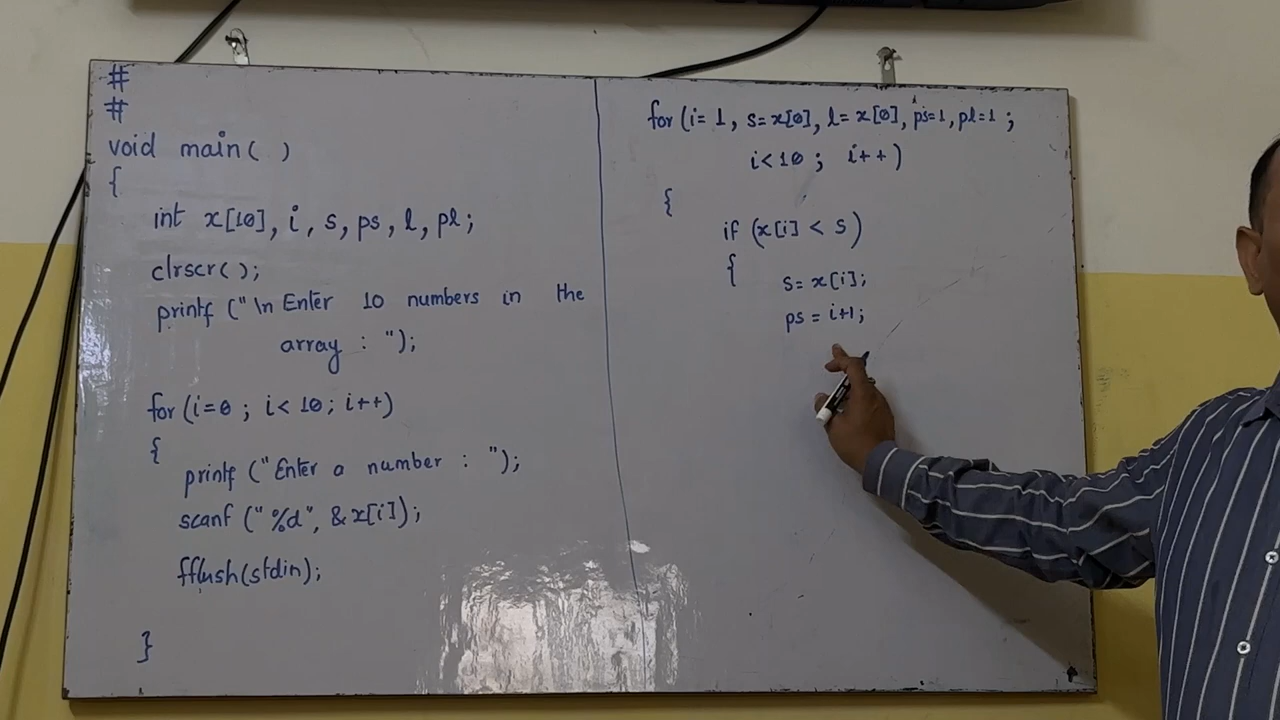 #
#
void main( )
{
int x[10], i, s, ps, l, pl;
clrscr( );
printf ("\n Enter 10 numbers in the
array : ");
for (i=0 ; i< 10; i++)
{
printf ("Enter a number : ");
scanf ("%d", &x[i]);
fflush(stdin);
}
for (i= 1, s=x[0], l=x[0], ps=1, pl=1 ;
i<10 ; i++)
{
if (x[i] < s)
{
s= x[i];
ps = i+1;